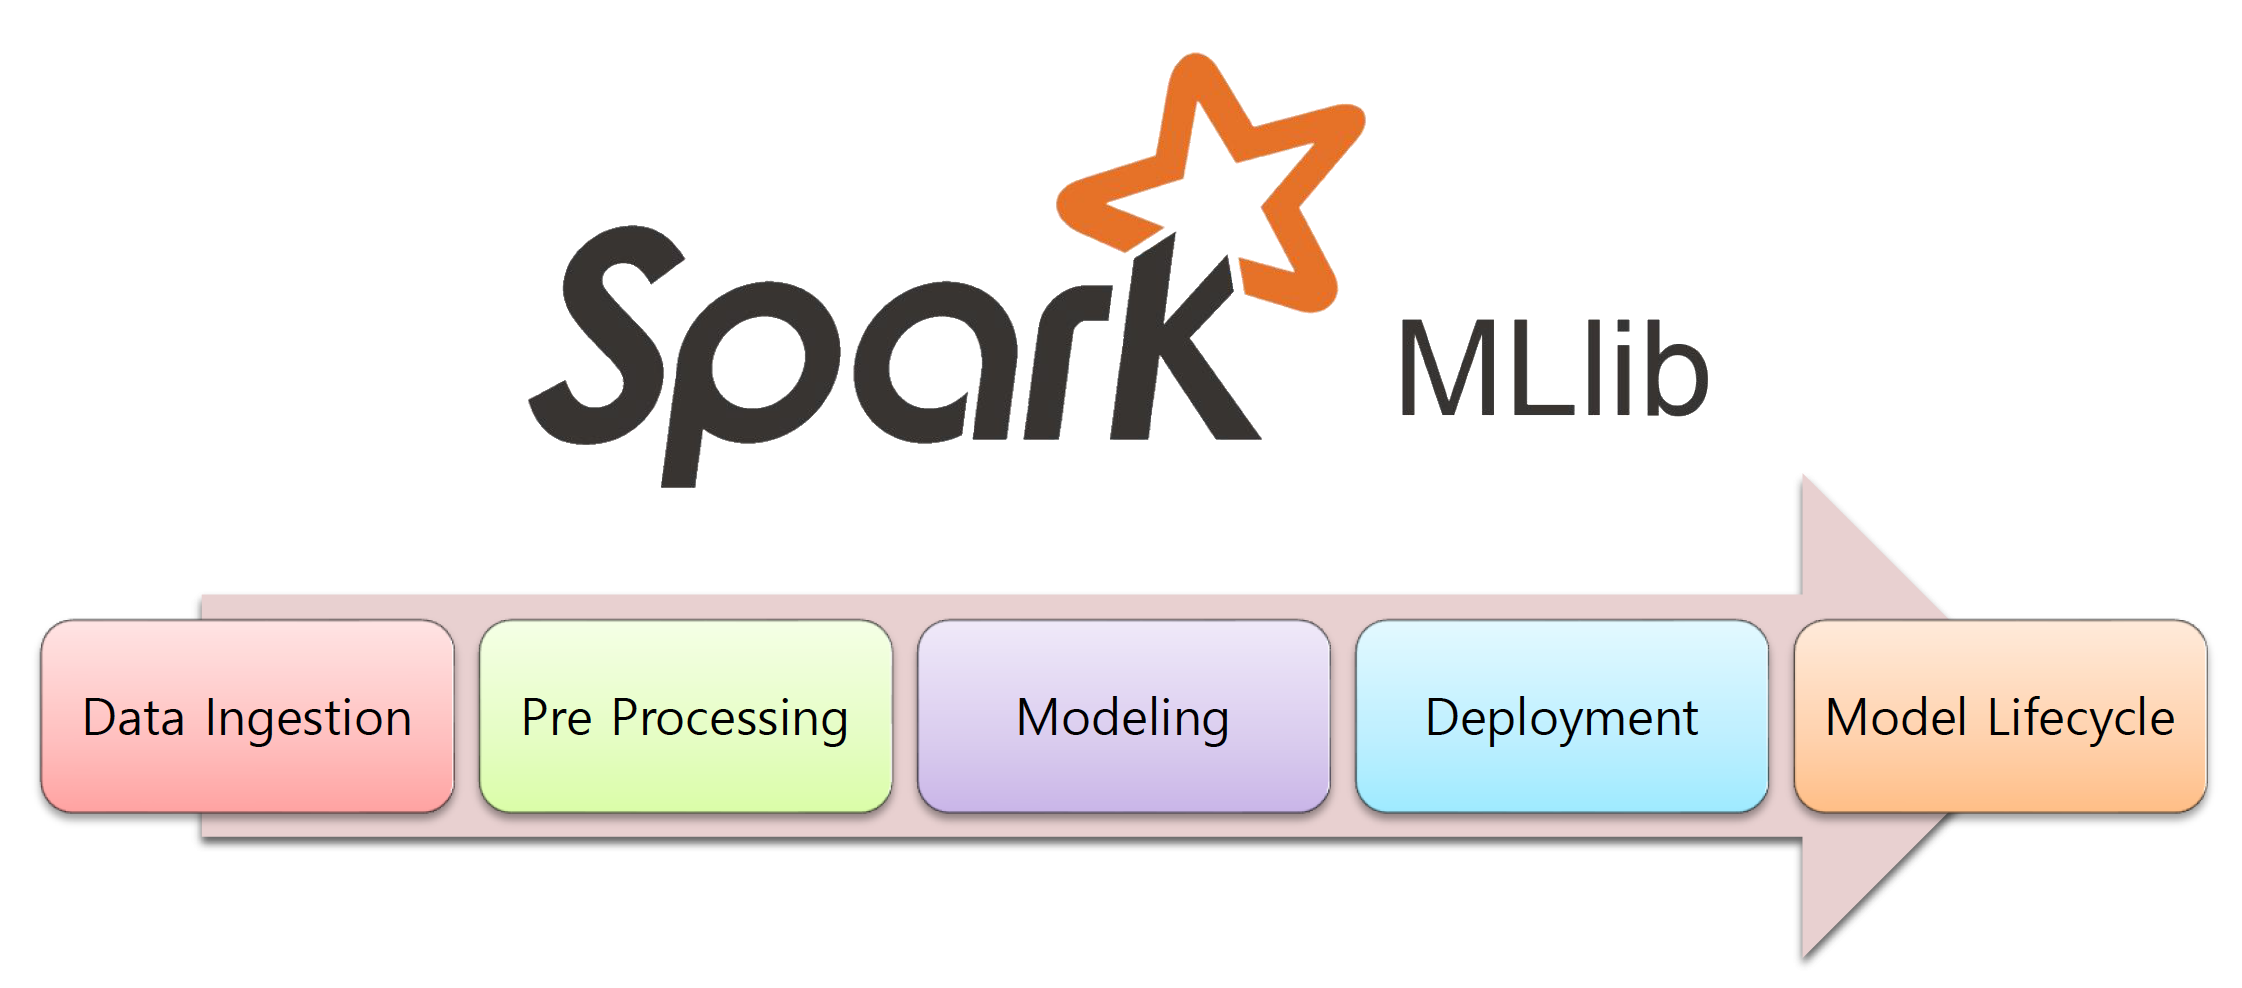 Spark MLlib
Data Ingestion
Pre Processing
Modeling
Deployment
Model Lifecycle